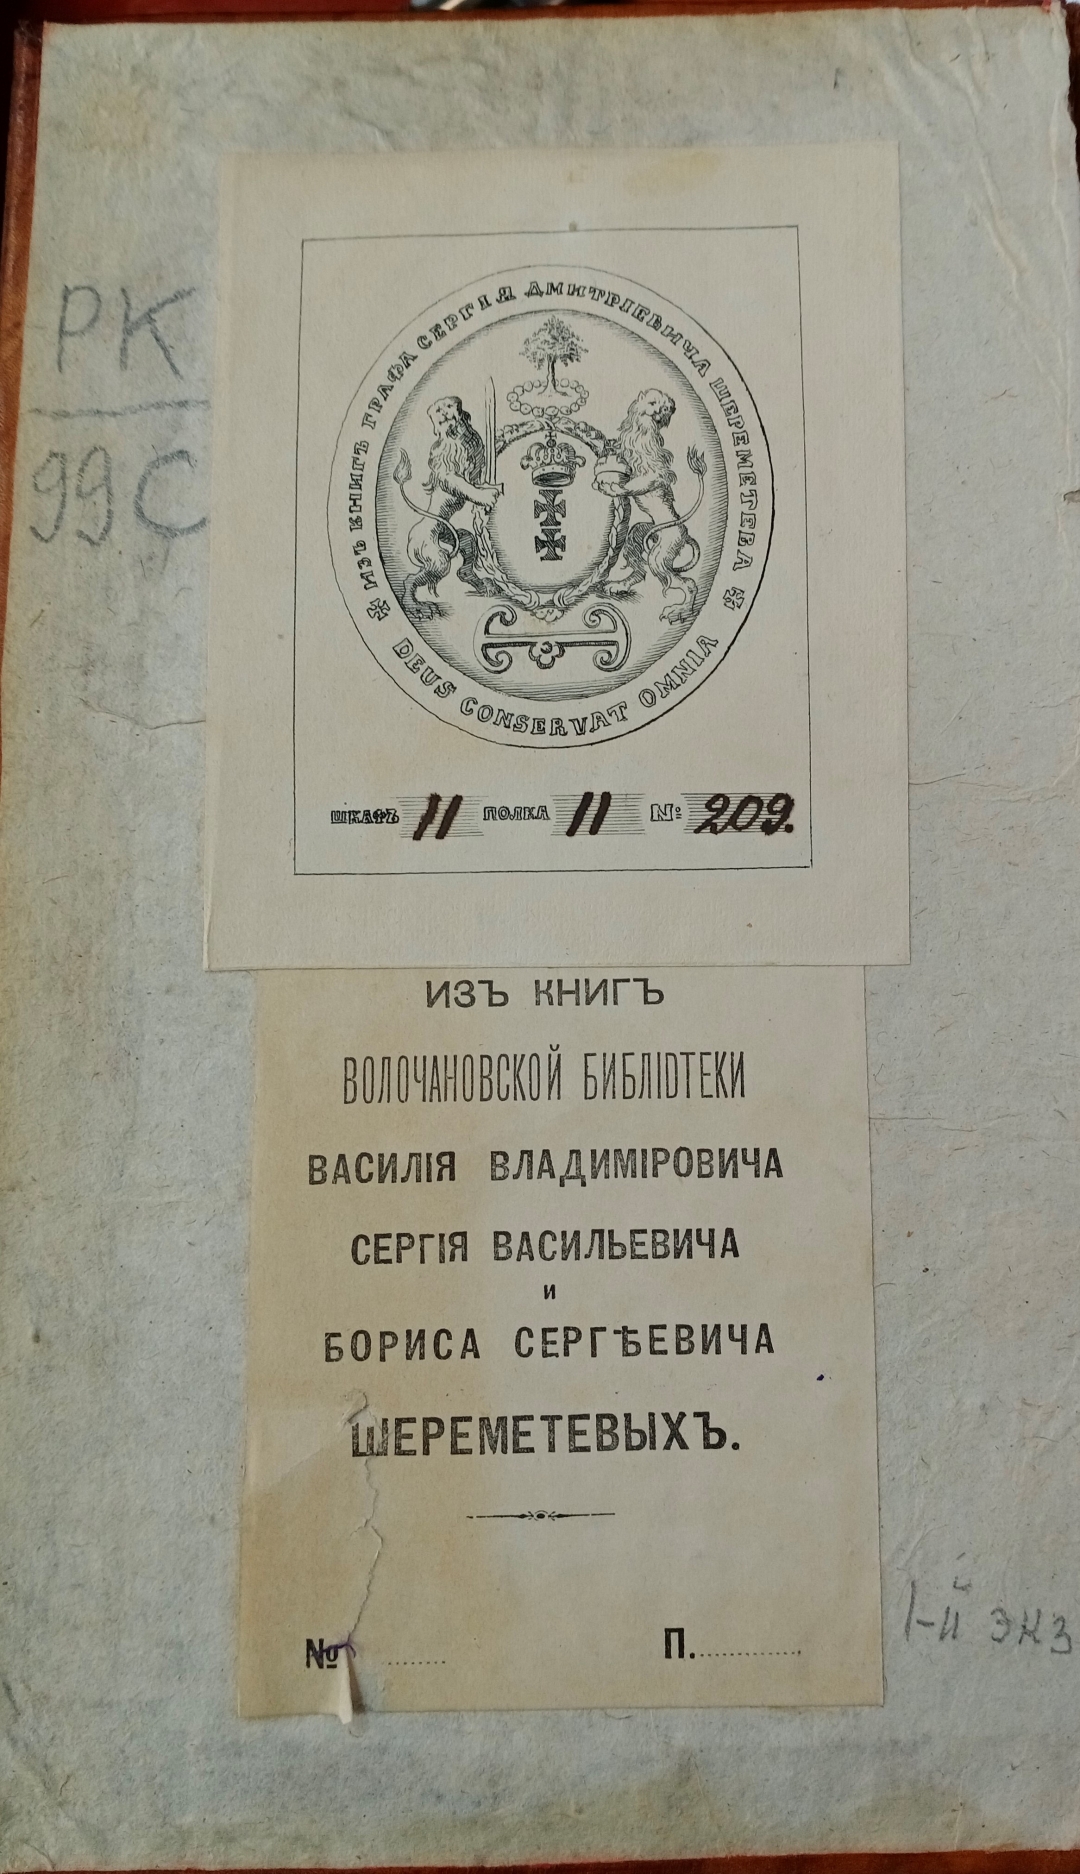 РК
99С
ИЗЪ КНИГЪ ГРАФА СЕРГІЯ ДМИТРІЕВИЧА ШЕРЕМЕТЕВА
DEUS CONSERVAT OMNIA
ШКАФЪ 11 ПОЛКА 11 №: 209.
ИЗЪ КНИГЪ
ВОЛОЧАНОВСКОЙ БИБЛІОТЕКИ
ВАСИЛІЯ ВЛАДИМІРОВИЧА
СЕРГІЯ ВАСИЛЬЕВИЧА
И
БОРИСА СЕРГѢЕВИЧА
ШЕРЕМЕТЕВЫХЪ.
№ ........ П...............
1-й экз